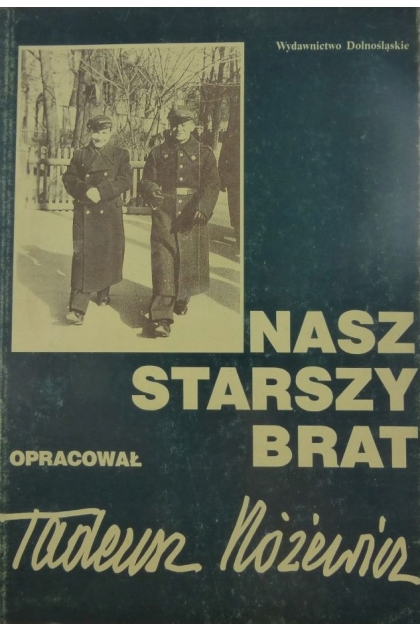 Wydawnictwo Dolnośląskie
NASZ
STARSZY
BRAT
OPRACOWAŁ
Tadeusz Różewicz